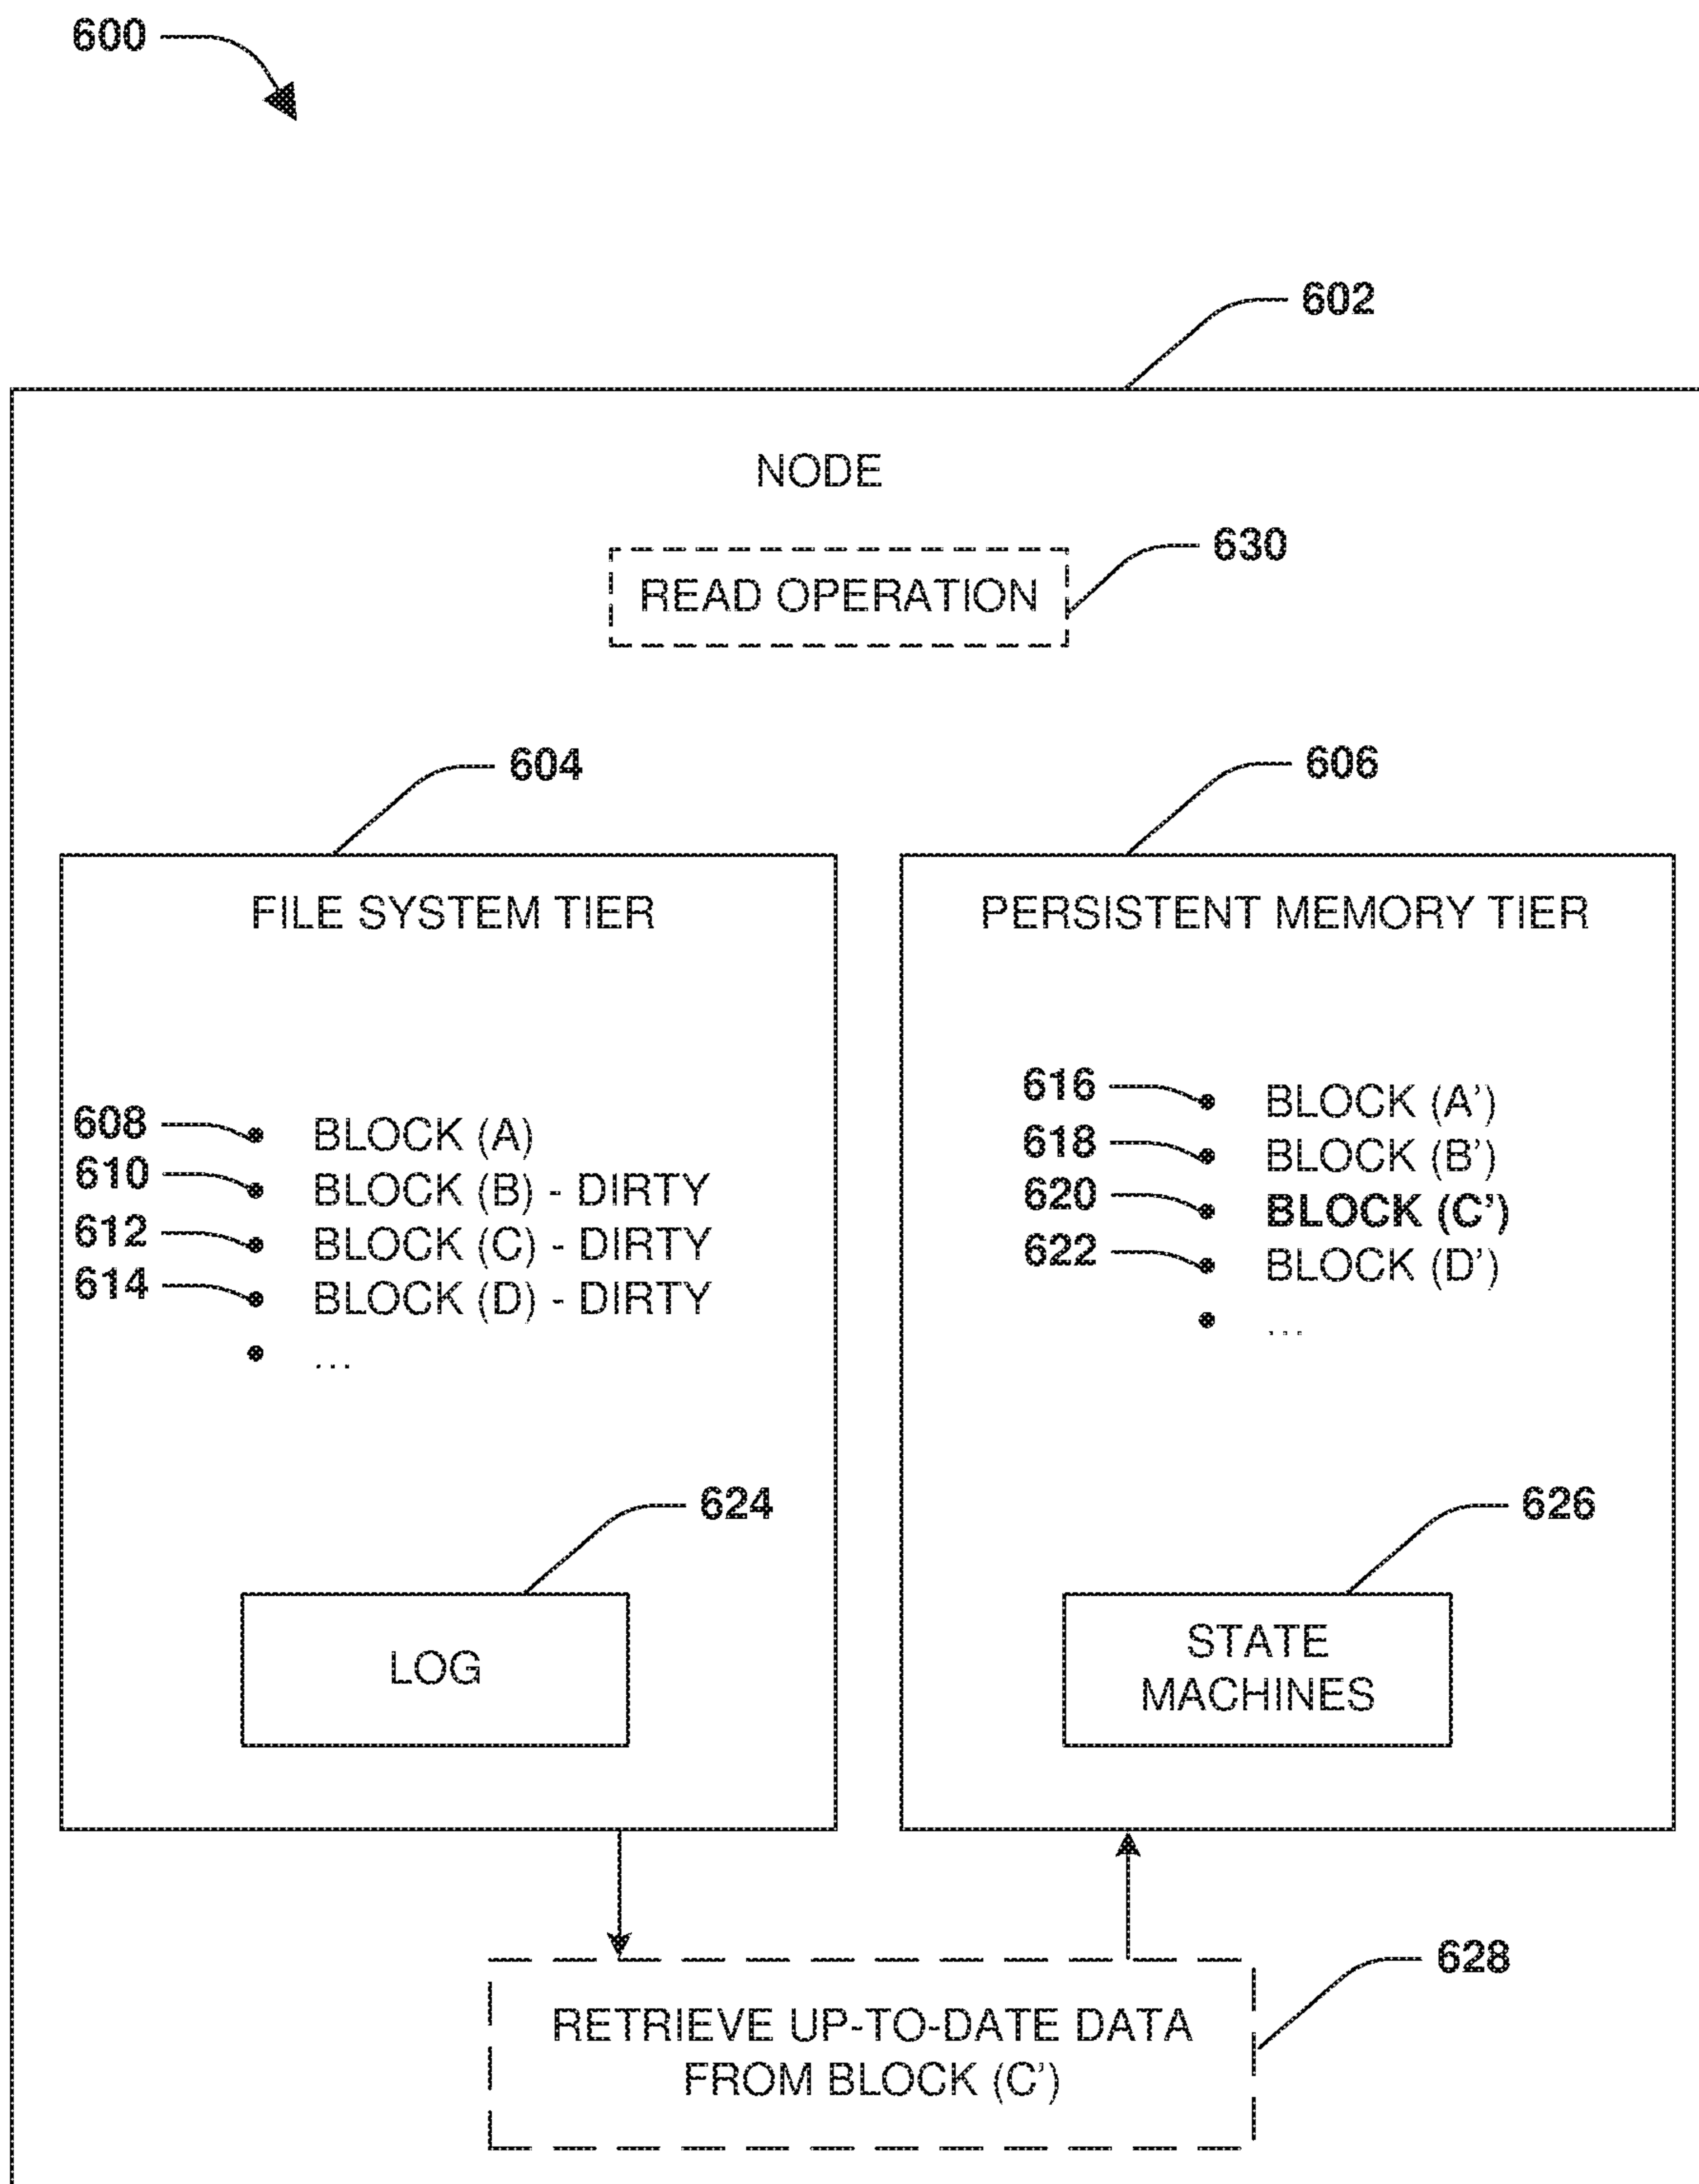 600
602
NODE
630
READ OPERATION
604
606
FILE SYSTEM TIER
PERSISTENT MEMORY TIER
608
BLOCK (A)
610
BLOCK (B) - DIRTY
612
BLOCK (C) - DIRTY
614
BLOCK (D) - DIRTY
...
616
BLOCK (A')
618
BLOCK (B')
620
BLOCK (C')
622
BLOCK (D')
...
624
LOG
626
STATE
MACHINES
628
RETRIEVE UP-TO-DATE DATA
FROM BLOCK (C')